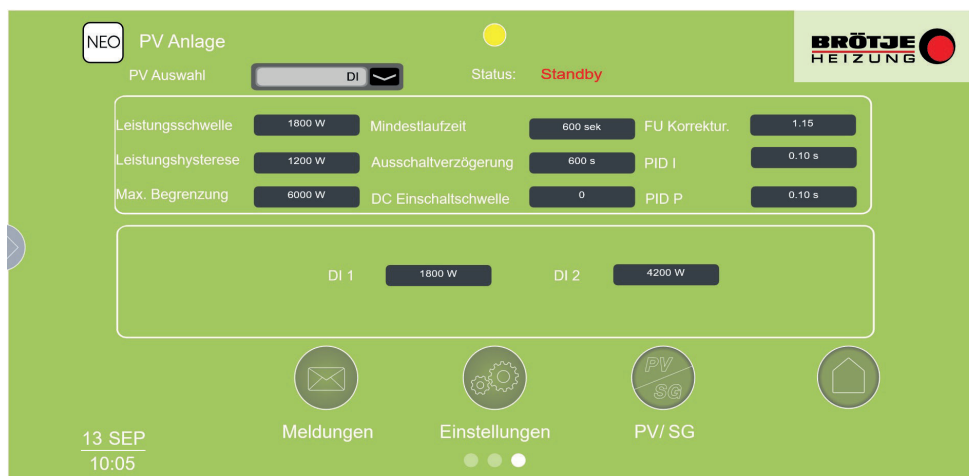 NEO PV Anlage
BRÖTJE
HEIZUNG
PV Auswahl DI Status: Standby
Leistungsschwelle 1800 W Mindestlaufzeit 600 sek FU Korrektur. 1.15
Leistungshysterese 1200 W Ausschaltverzögerung 600 s PID I 0.10 s
Max. Begrenzung 6000 W DC Einschaltschwelle 0 PID P 0.10 s
DI 1 1800 W DI 2 4200 W
PV
SG
Meldungen Einstellungen PV/ SG
13 SEP
10:05